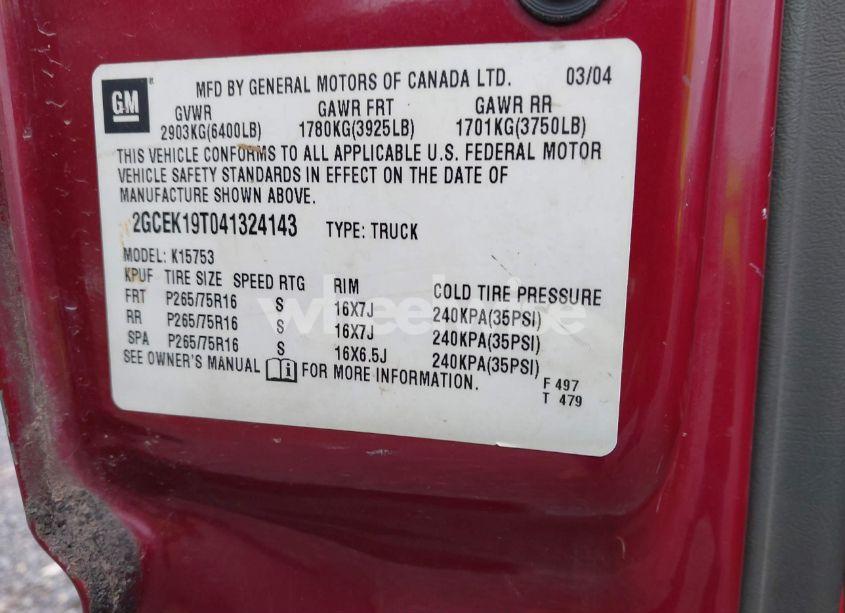 GM
MFD BY GENERAL MOTORS OF CANADA LTD. 03/04
GVWR GAWR FRT GAWR RR
2903KG(6400LB) 1780KG(3925LB) 1701KG(3750LB)
THIS VEHICLE CONFORMS TO ALL APPLICABLE U.S. FEDERAL MOTOR
VEHICLE SAFETY STANDARDS IN EFFECT ON THE DATE OF
MANUFACTURE SHOWN ABOVE.
2GCEK19T041324143 TYPE: TRUCK
MODEL: K15753
KPUF TIRE SIZE SPEED RTG RIM COLD TIRE PRESSURE
FRT P265/75R16 S 16X7J 240KPA(35PSI)
RR P265/75R16 S 16X7J 240KPA(35PSI)
SPA P265/75R16 S 16X6.5J 240KPA(35PSI)
SEE OWNER'S MANUAL i FOR MORE INFORMATION.
F 497
T 479